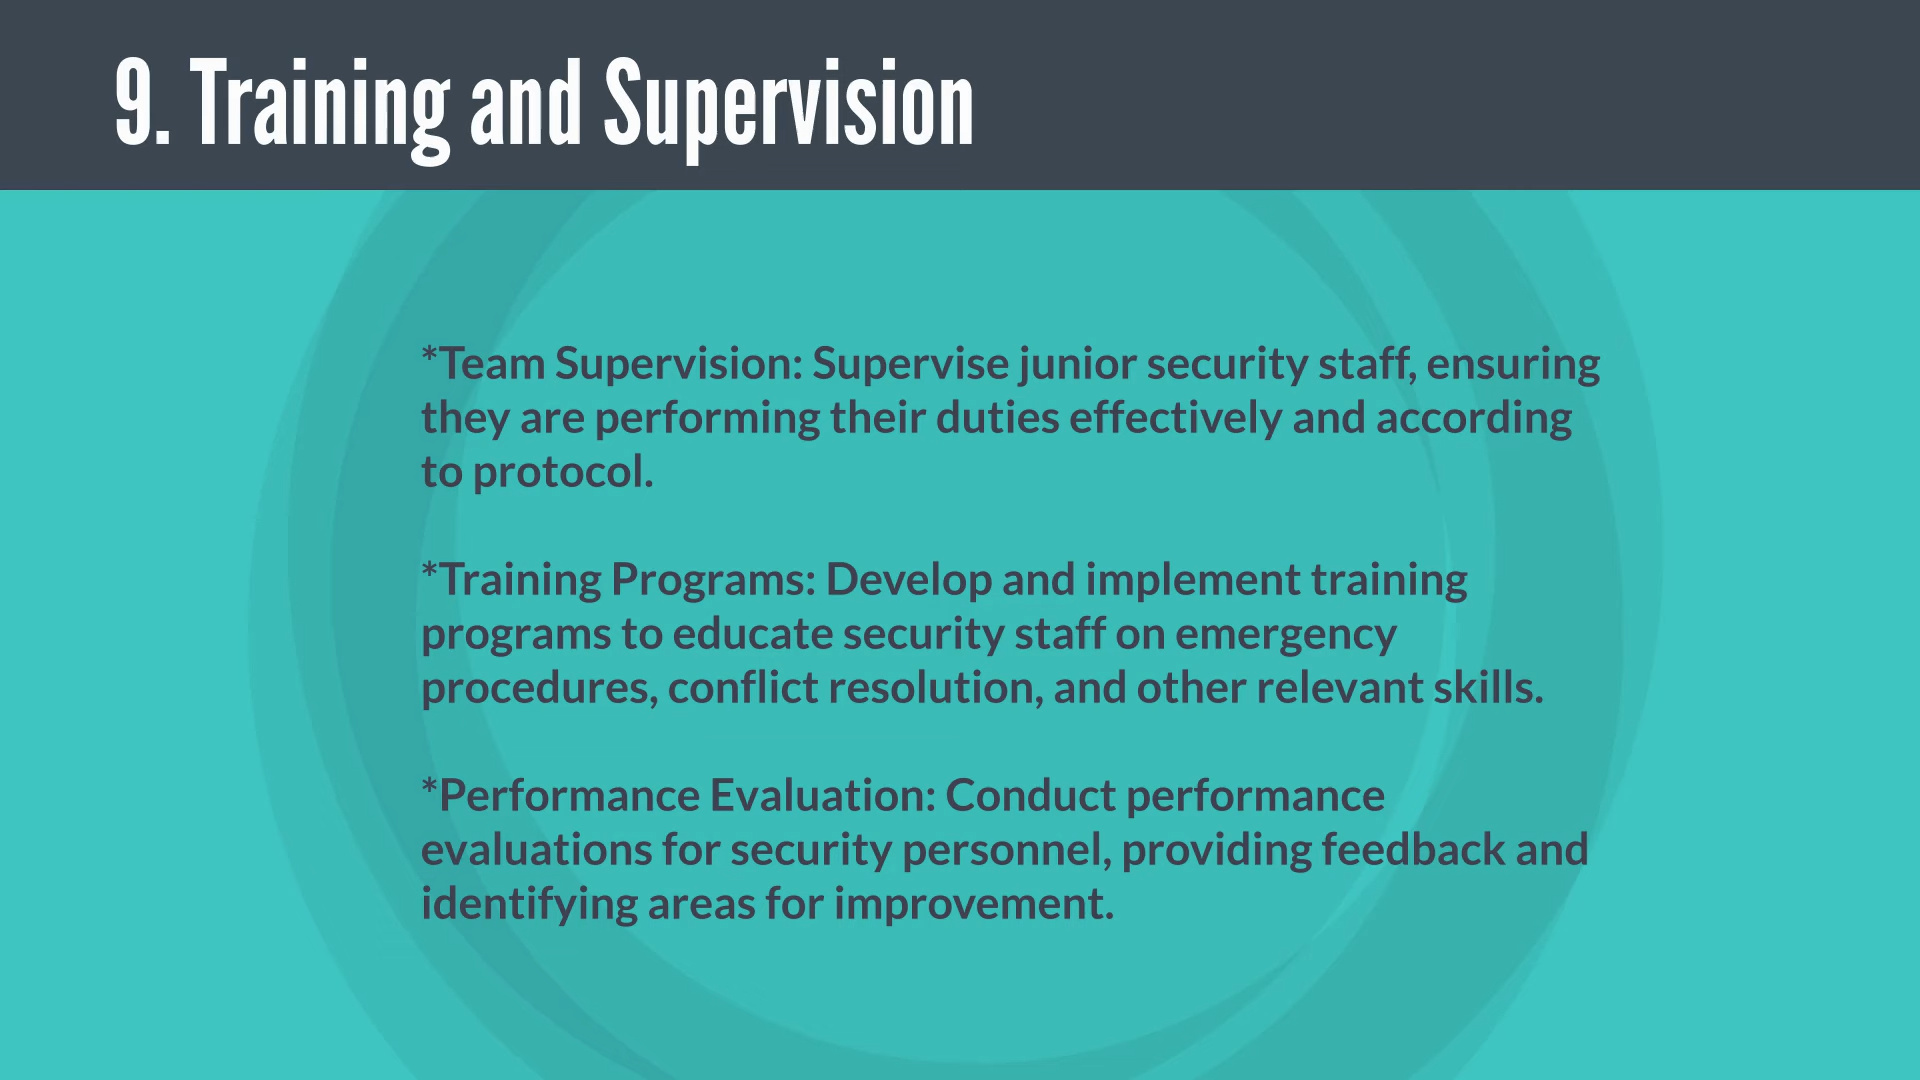 9. Training and Supervision
*Team Supervision: Supervise junior security staff, ensuring
they are performing their duties effectively and according
to protocol.
*Training Programs: Develop and implement training
programs to educate security staff on emergency
procedures, conflict resolution, and other relevant skills.
*Performance Evaluation: Conduct performance
evaluations for security personnel, providing feedback and
identifying areas for improvement.